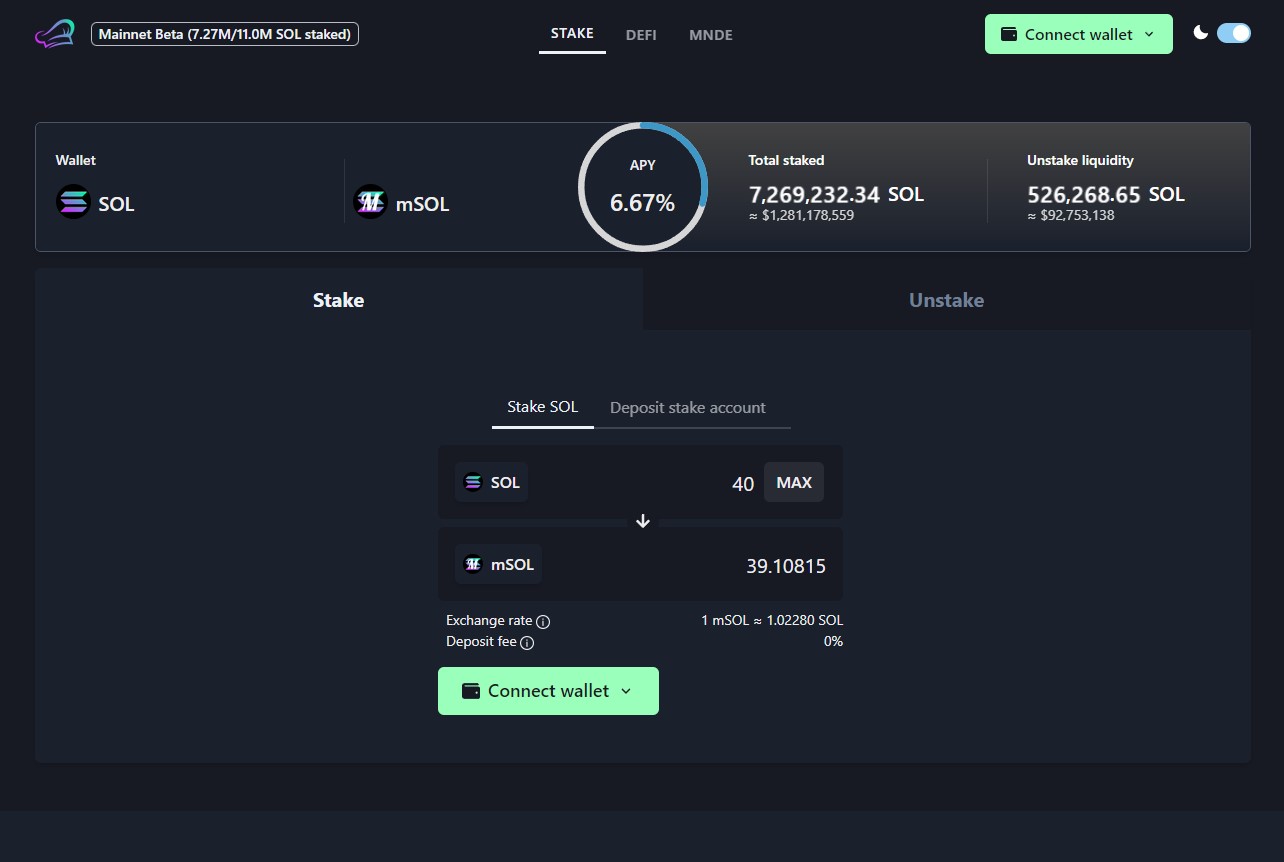 Mainnet Beta (7.27M/11.0M SOL staked)
STAKE DEFI MNDE
Connect wallet
Wallet
SOL
mSOL
APY
6.67%
Total staked
7,269,232.34 SOL
≈ $1,281,178,559
Unstake liquidity
526,268.65 SOL
≈ $92,753,138
Stake
Unstake
Stake SOL
Deposit stake account
SOL 40 MAX
mSOL 39.10815
Exchange rate 1 mSOL ≈ 1.02280 SOL
Deposit fee 0%
Connect wallet